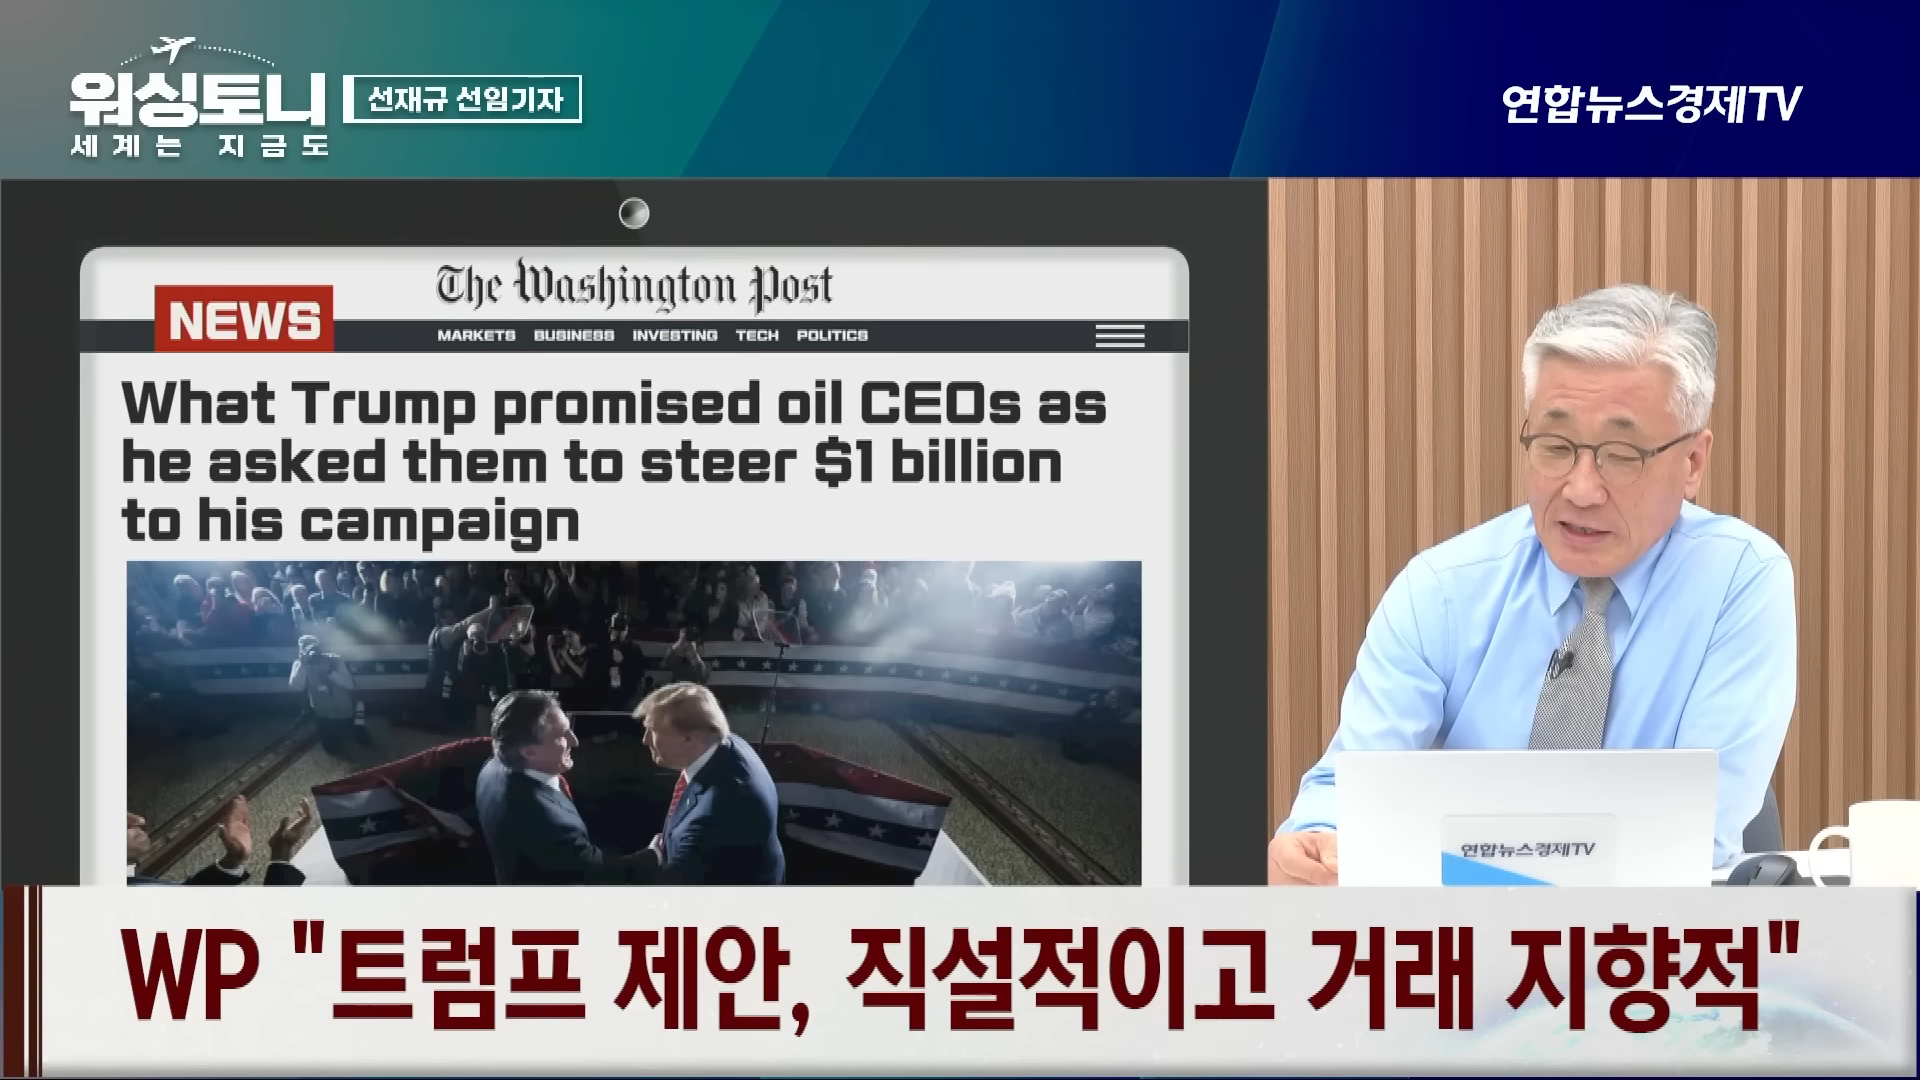 워싱토니
세계는 지금도
선재규 선임기자
연합뉴스경제TV
The Washington Post
NEWS
MARKETS BUSINESS INVESTING TECH POLITICS
What Trump promised oil CEOs as
he asked them to steer $1 billion
to his campaign
연합뉴스경제TV
WP "트럼프 제안, 직설적이고 거래 지향적"